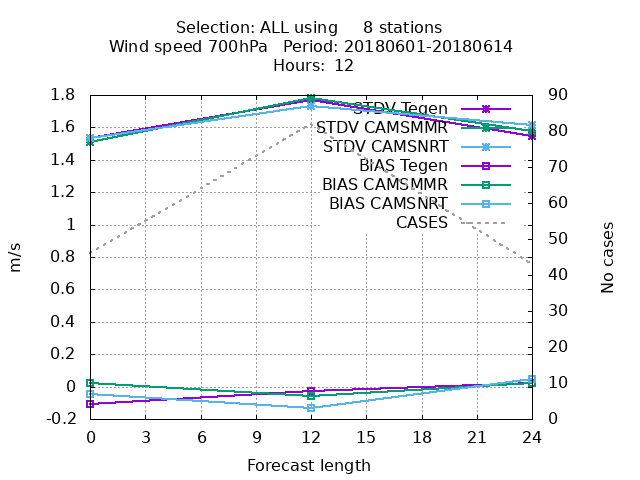 Selection: ALL using 8 stations
Wind speed 700hPa Period: 20180601-20180614
Hours: 12
1.8
1.6
1.4
1.2
1
0.8
0.6
0.4
0.2
0
-0.2
m/s
STDV Tegen
STDV CAMSMMR
STDV CAMSNRT
BIAS Tegen
BIAS CAMSMMR
BIAS CAMSNRT
CASES
90
80
70
60
50
40
30
20
10
0
No cases
0 3 6 9 12 15 18 21 24
Forecast length